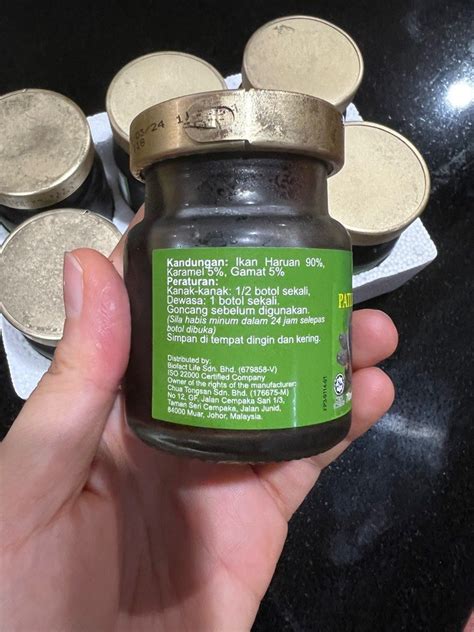 03/24
Kandungan: Ikan Haruan 90%,
Karamel 5%, Gamat 5%
Peraturan:
Kanak-kanak: 1/2 botol sekali,
Dewasa: 1 botol sekali.
Goncang sebelum digunakan.
(Sila habis minum dalam 24 jam selepas
botol dibuka)
Simpan di tempat dingin dan kering.
Distributed by:
Biofact Life Sdn. Bhd. (679858-V)
ISO 22000 Certified Company
Owner of the rights of the manufacturer:
Chua Tongsan Sdn. Bhd. (176675-M)
No 12, GF, Jalan Cempaka Sari 1/3,
Taman Seri Cempaka, Jalan Junid,
84000 Muar, Johor, Malaysia.
PATI